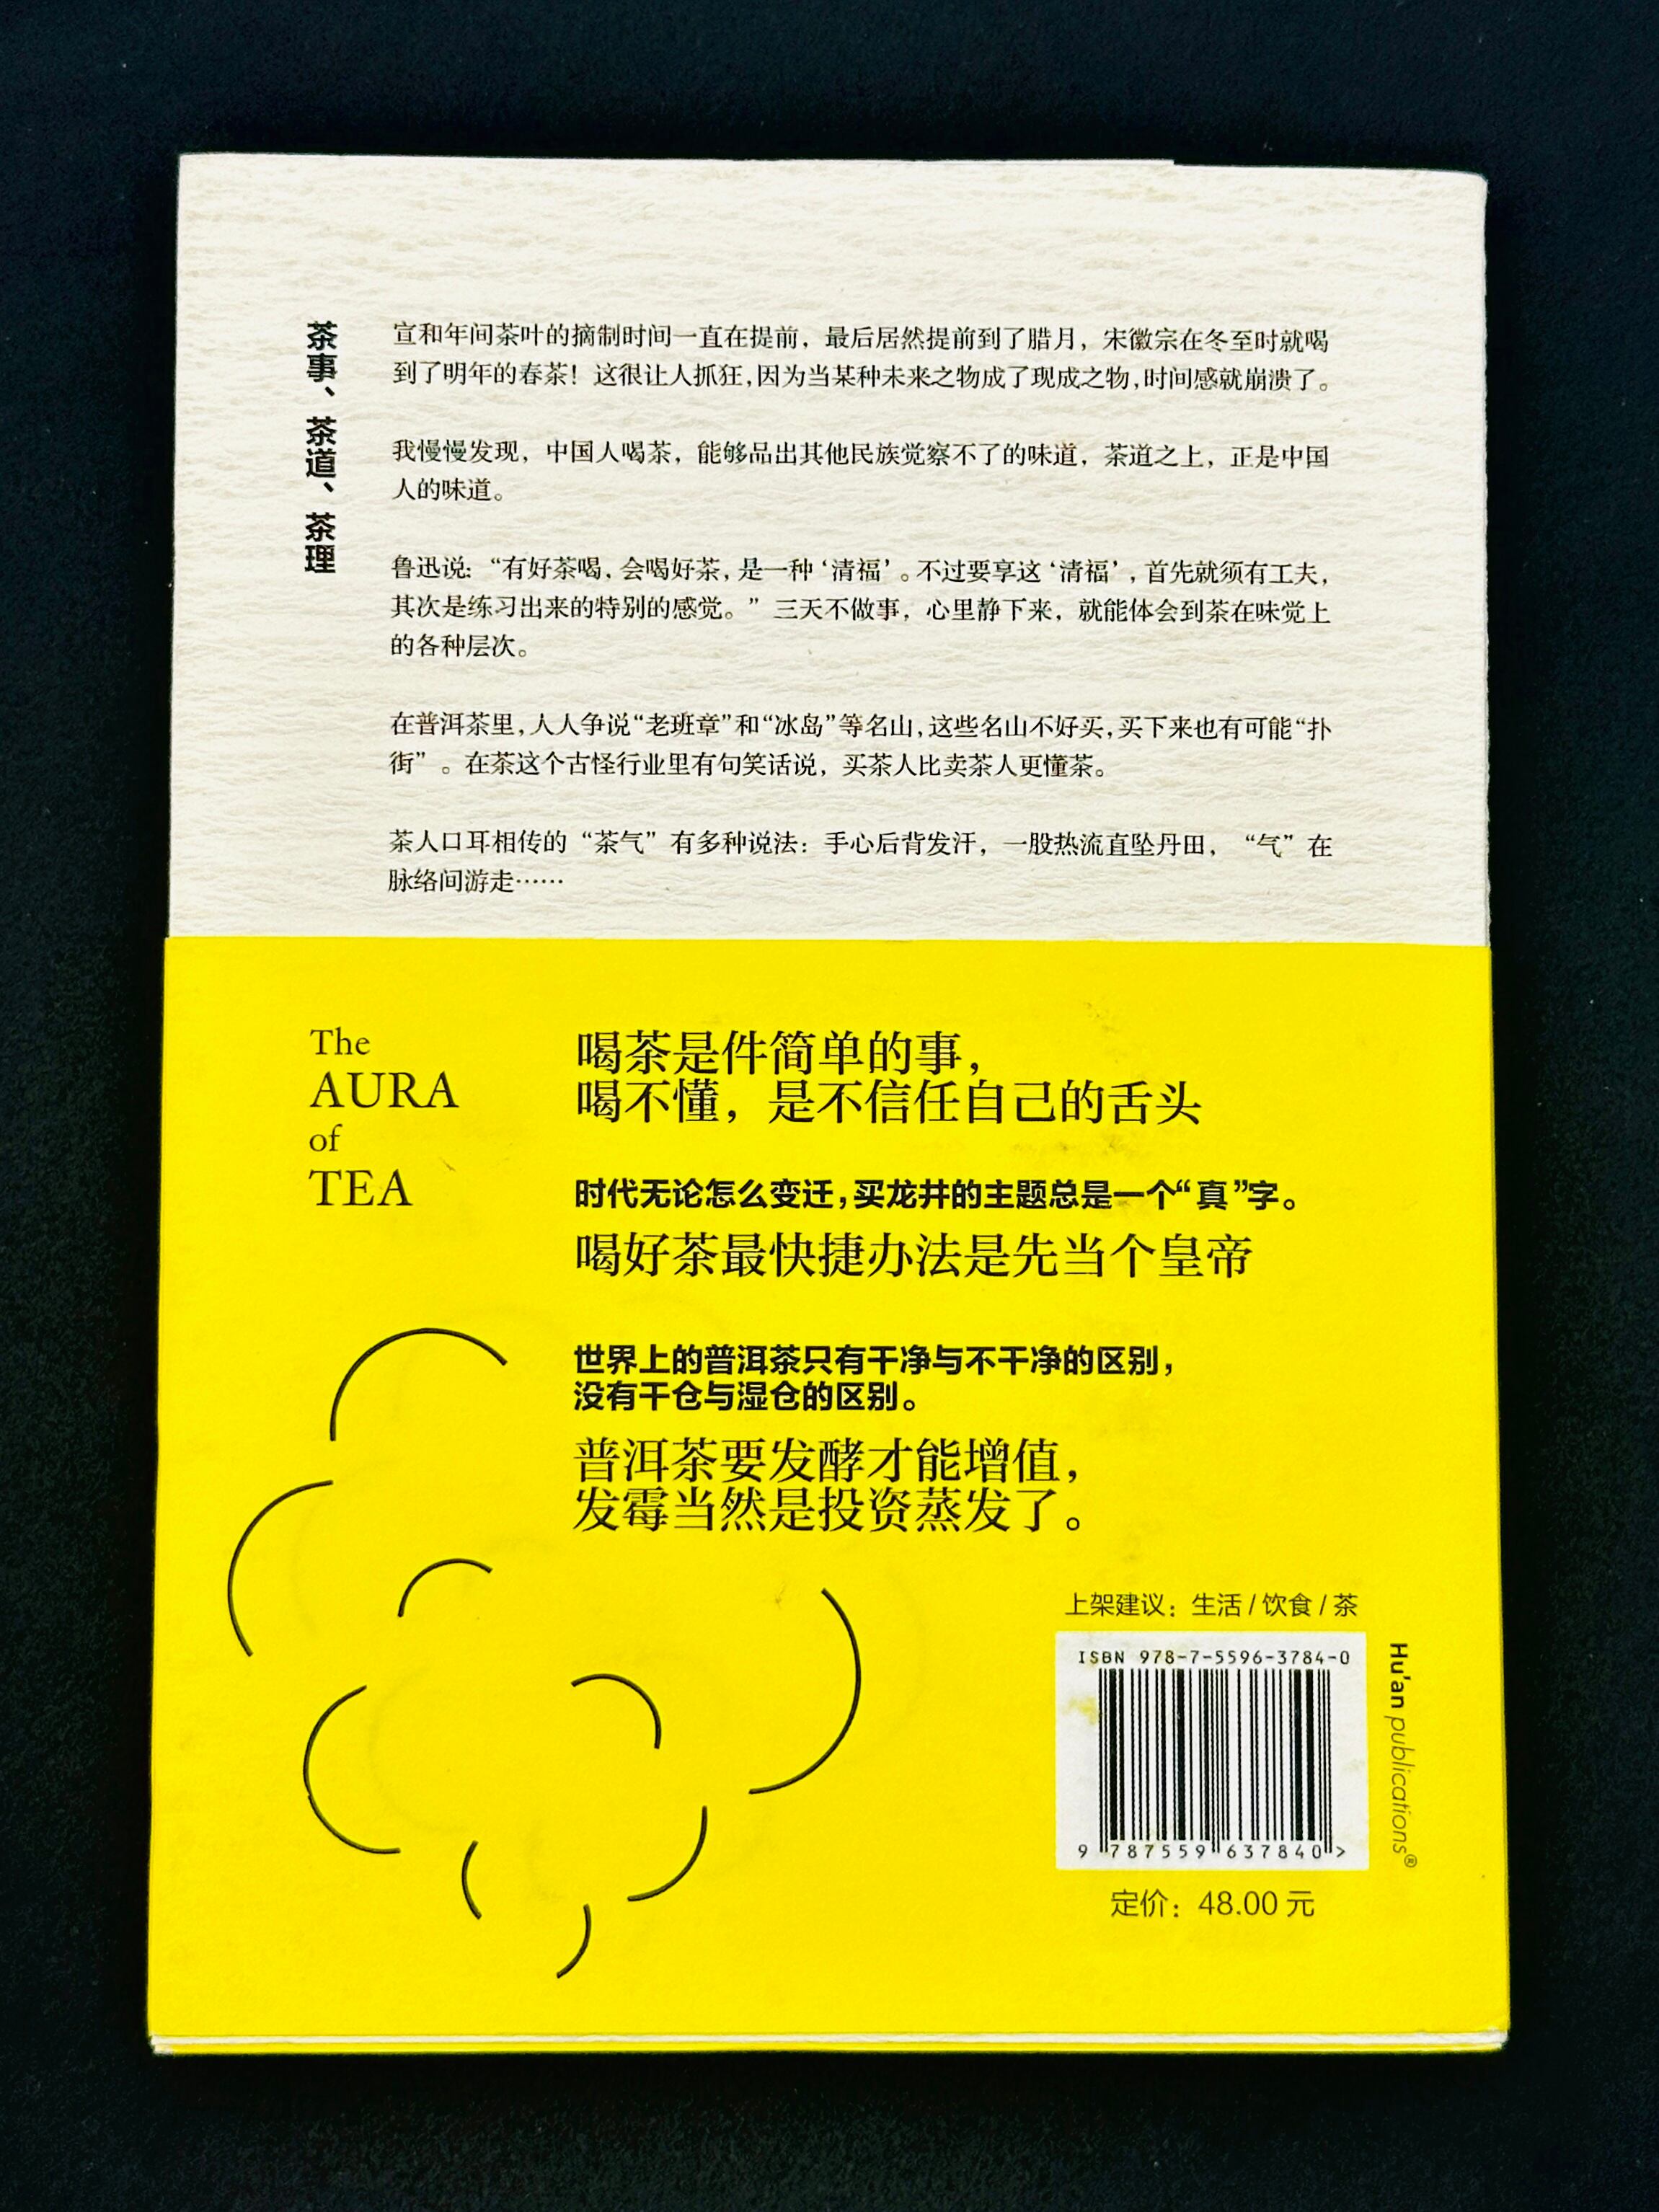 茶事、茶道、茶理
宣和年间茶叶的摘制时间一直在提前，最后居然提前到了腊月，宋徽宗在冬至时就喝
到了明年的春茶！这很让人抓狂，因为当某种未来之物成了现成之物，时间感就崩溃了。
我慢慢发现，中国人喝茶，能够品出其他民族觉察不了的味道，茶道之上，正是中国
人的味道。
鲁迅说：“有好茶喝，会喝好茶，是一种‘清福’。不过要享这‘清福’，首先就须有工夫，
其次是练习出来的特别的感觉。”三天不做事，心里静下来，就能体会到茶在味觉上
的各种层次。
在普洱茶里，人人争说“老班章”和“冰岛”等名山，这些名山不好买，买下来也有可能“扑
街”。在茶这个古怪行业里有句笑话说，买茶人比卖茶人更懂茶。
茶人口耳相传的“茶气”有多种说法：手心后背发汗，一股热流直坠丹田，“气”在
脉络间游走……
The
AURA
of
TEA
喝茶是件简单的事，
喝不懂，是不信任自己的舌头
时代无论怎么变迁，买龙井的主题总是一个“真”字。
喝好茶最快捷办法是先当个皇帝
世界上的普洱茶只有干净与不干净的区别，
没有干仓与湿仓的区别。
普洱茶要发酵才能增值，
发霉当然是投资蒸发了。
上架建议：生活/饮食/茶
ISBN 978-7-5596-3784-0
9 787559 637840 >
定价：48.00 元
Hu'an publications®